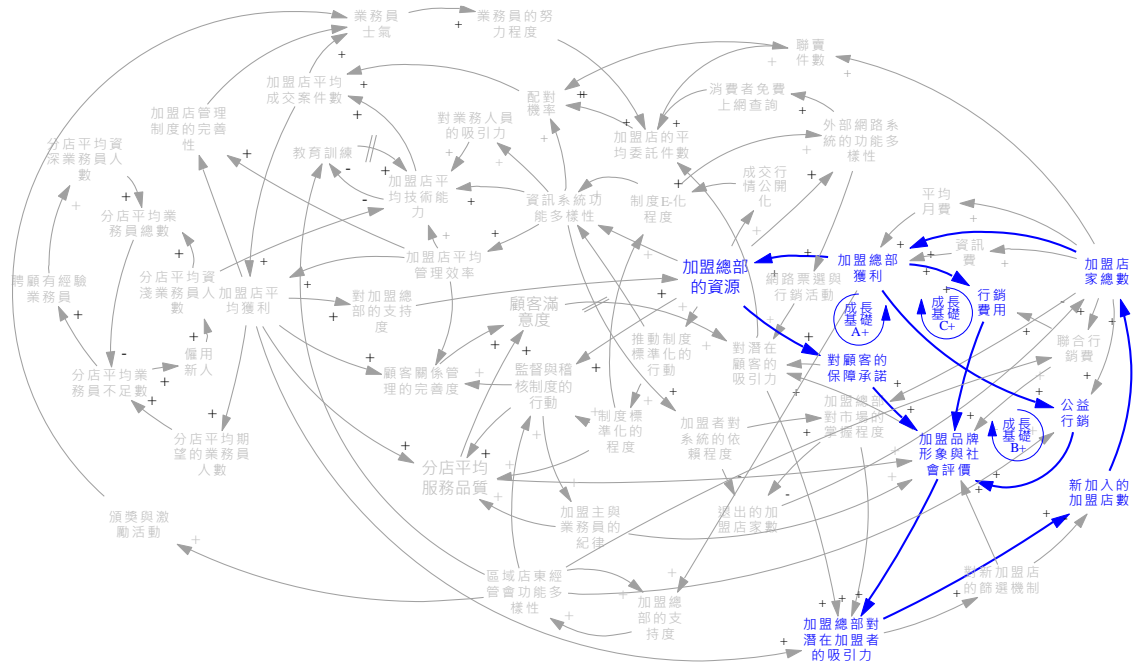 業務員
士氣
業務員的努
力程度
聯賣
件數
加盟店平均
成交案件數
配對
機率
消費者免費
上網查詢
加盟店管理
制度的完善
性
對業務人員
的吸引力
加盟店的平
均委託件數
外部網路系
統的功能多
樣性
分店平均資
深業務員人
數
教育訓練
加盟店平
均技術能
力
資訊系統功
能多樣性
制度E化
程度
成交行
情公開
化
平均
月費
分店平均業
務員總數
加盟店平均
管理效率
加盟總部
的資源
加盟總部
獲利
資訊
費
加盟店
家總數
聘顧有經驗
業務員
分店平均資
淺業務員人
數
加盟店平
均獲利
對加盟總
部的支持
度
顧客滿
意度
網路票選與
行銷活動
成長
基礎
A+
成長
基礎
C+
行銷
費用
僱用
新人
推動制度
標準化的
行動
對潛在
顧客的
吸引力
對顧客的
保障承諾
聯合行
銷費
分店平均業
務員不足數
顧客關係管
理的完善度
監督與稽
核制度的
行動
制度標
準化的
程度
加盟者對
系統的依
賴程度
加盟總部
對市場的
掌握程度
公益
行銷
成長
基礎
B+
分店平均期
望的業務員
人數
分店平均
服務品質
加盟品牌
形象與社
會評價
新加入的
加盟店數
頒獎與激
勵活動
加盟主與
業務員的
紀律
退出的加
盟店家數
區域店東經
管會功能多
樣性
加盟總
部的支
持度
對新加盟店
的篩選機制
加盟總部對
潛在加盟者
的吸引力